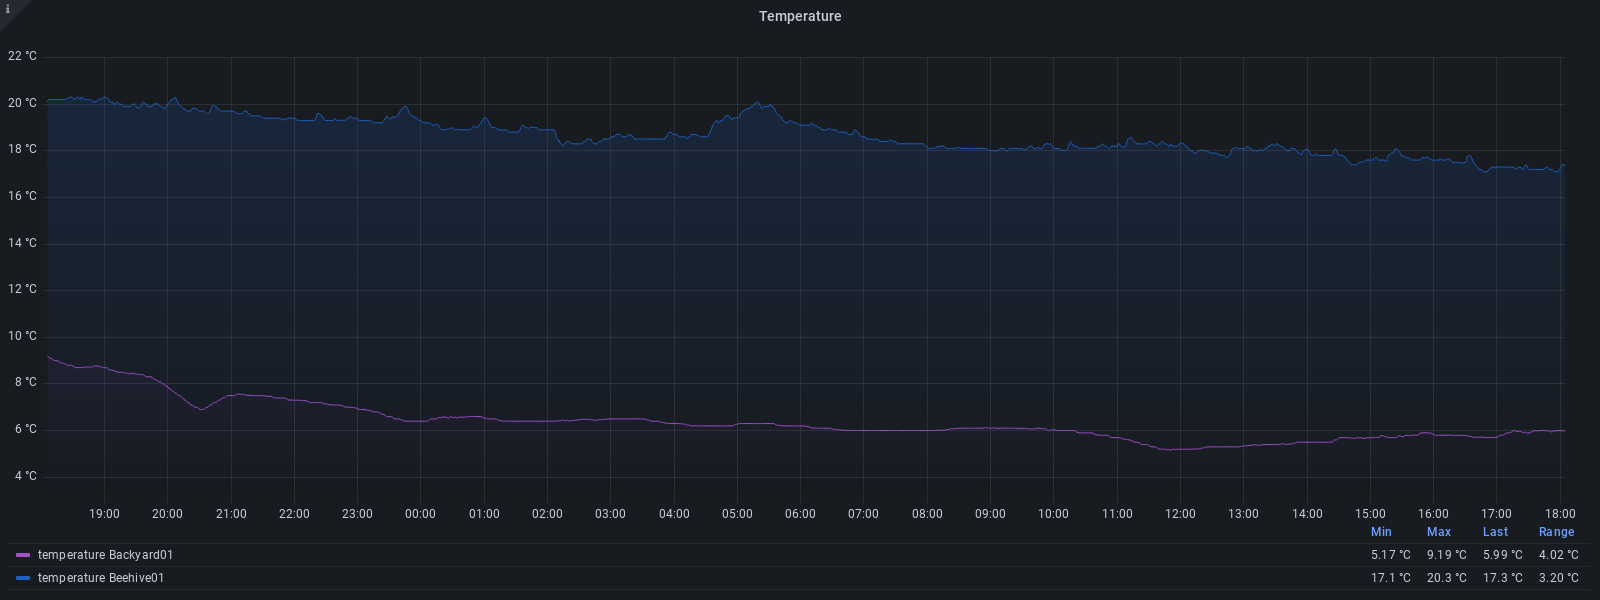 i
Temperature
22 °C
20 °C
18 °C
16 °C
14 °C
12 °C
10 °C
8 °C
6 °C
4 °C
19:00 20:00 21:00 22:00 23:00 00:00 01:00 02:00 03:00 04:00 05:00 06:00 07:00 08:00 09:00 10:00 11:00 12:00 13:00 14:00 15:00 16:00 17:00 18:00
Min Max Last Range
temperature Backyard01 5.17 °C 9.19 °C 5.99 °C 4.02 °C
temperature Beehive01 17.1 °C 20.3 °C 17.3 °C 3.20 °C